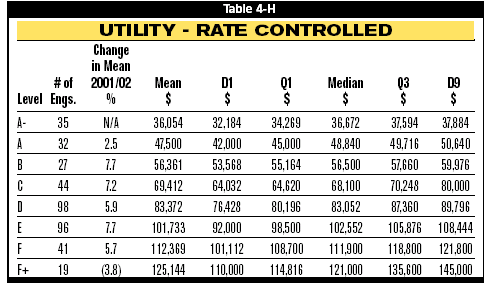 Table 4-H
UTILITY - RATE CONTROLLED
Change
in Mean
# of 2001/02 Mean D1 Q1 Median Q3 D9
Level Engs. % $ $ $ $ $ $
A- 35 N/A 36,054 32,184 34,269 36,672 37,594 37,884
A 32 2.5 47,500 42,000 45,000 48,840 49,716 50,640
B 27 7.7 56,361 53,568 55,164 56,500 57,660 59,976
C 44 7.2 69,412 64,032 64,620 68,100 70,248 80,000
D 98 5.9 83,372 76,428 80,196 83,052 87,360 89,796
E 96 7.7 101,733 92,000 98,500 102,552 105,876 108,444
F 41 5.7 112,369 101,112 108,700 111,900 118,800 121,800
F+ 19 (3.8) 125,144 110,000 114,816 121,000 135,600 145,000